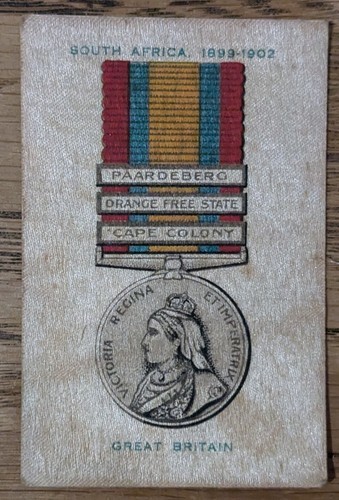 SOUTH AFRICA, 1899-1902
PAARDEBERG
ORANGE FREE STATE
CAPE COLONY
VICTORIA REGINA ET IMPERATRIX
GREAT BRITAIN